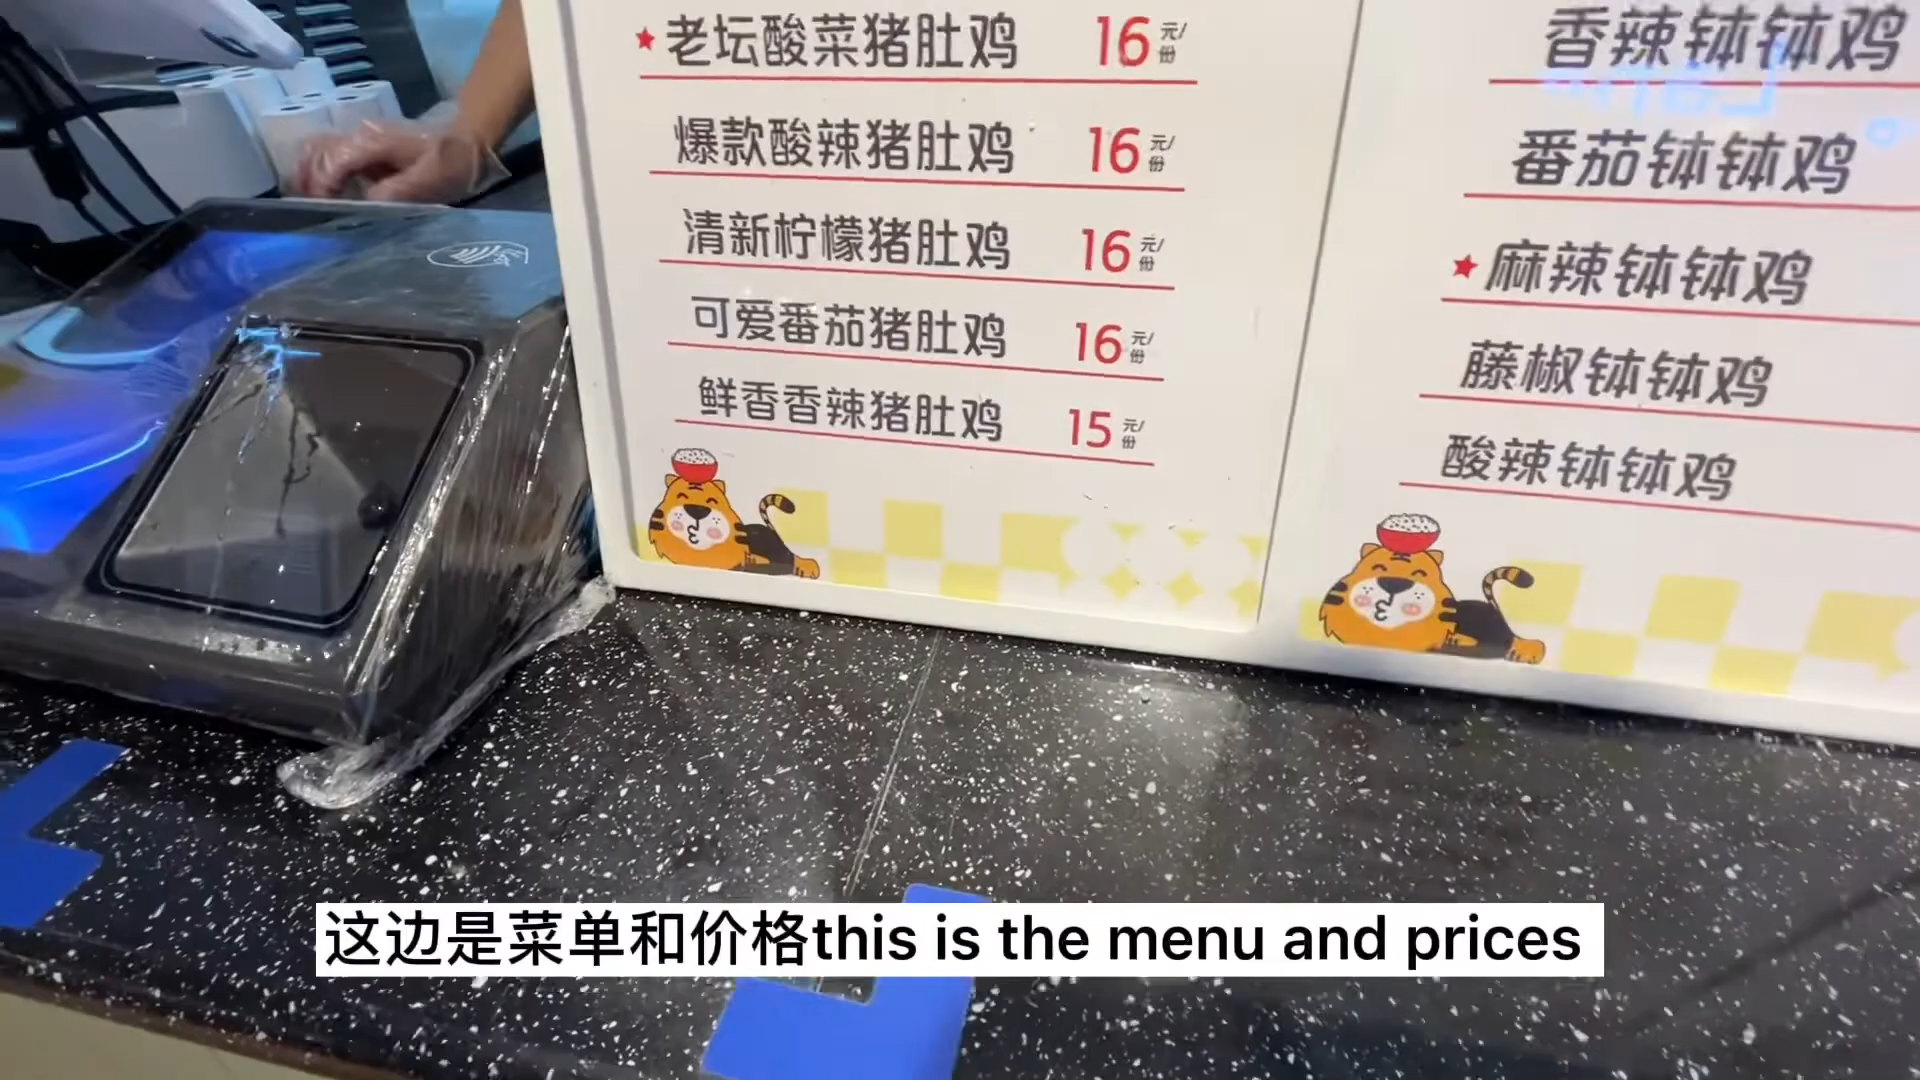 老坛酸菜猪肚鸡 16元/份
爆款酸辣猪肚鸡 16元/份
清新柠檬猪肚鸡 16元/份
可爱番茄猪肚鸡 16元/份
鲜香香辣猪肚鸡 15元/份
香辣钵钵鸡
番茄钵钵鸡
麻辣钵钵鸡
藤椒钵钵鸡
酸辣钵钵鸡
这边是菜单和价格this is the menu and prices